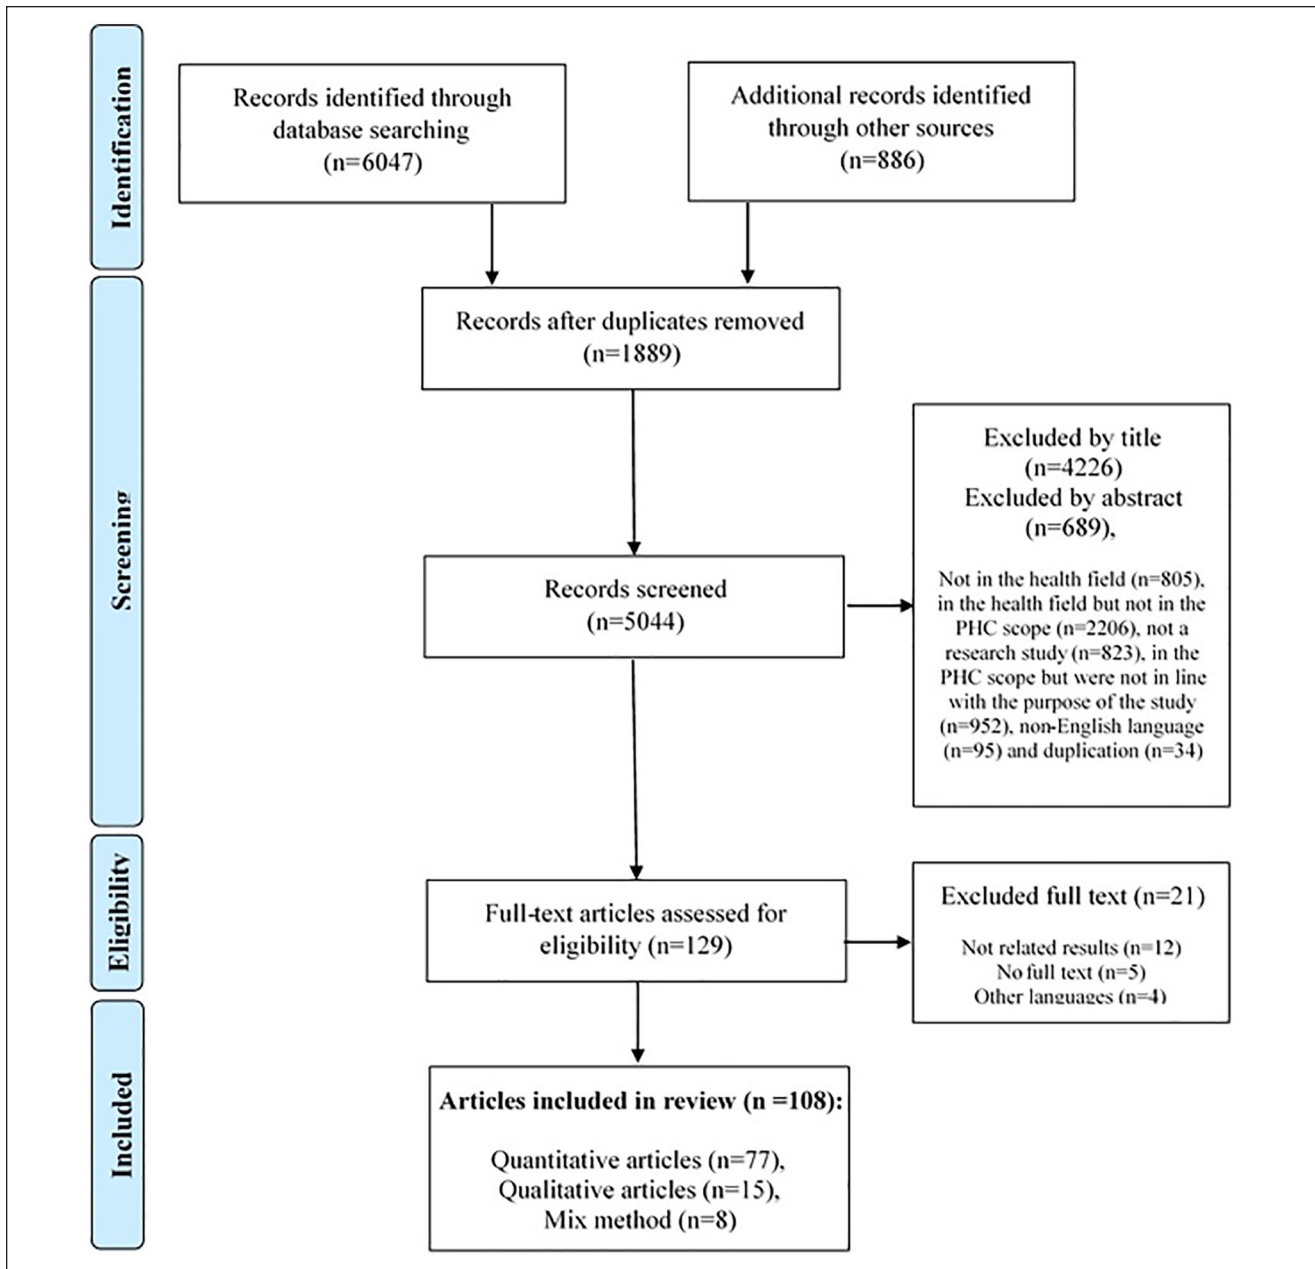 Identification
Records identified through
database searching
(n=6047)
Additional records identified
through other sources
(n=886)
Screening
Records after duplicates removed
(n=1889)
Records screened
(n=5044)
Excluded by title
(n=4226)
Excluded by abstract
(n=689),
Not in the health field (n=805),
in the health field but not in the
PHC scope (n=2206), not a
research study (n=823), in the
PHC scope but were not in line
with the purpose of the study
(n=952), non-English language
(n=95) and duplication (n=34)
Eligibility
Full-text articles assessed for
eligibility (n=129)
Excluded full text (n=21)
Not related results (n=12)
No full text (n=5)
Other languages (n=4)
Included
Articles included in review (n =108):
Quantitative articles (n=77),
Qualitative articles (n=15),
Mix method (n=8)